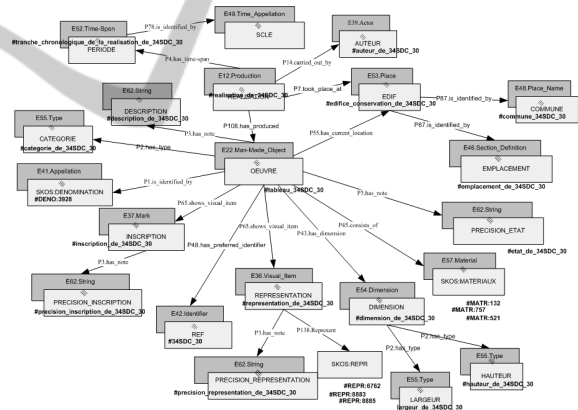 E49.Time_Appellation
SCLE
P78.is_identified_by
E52.Time-Span
#tranche_chronologique_de_la_realisation_de_34SDC_30
PERIODE
E39.Actor
AUTEUR
#auteur_de_34SDC_30
P4.has_time-span
P14.carried_out_by
E12.Production
#realisation_de_34SDC_30
P7.took_place_at
E53.Place
EDIF
#edifice_conservation_de_34SDC_30
P87.is_identified_by
E48.Place_Name
COMMUNE
#commune_34SDC_30
E62.String
DESCRIPTION
#description_de_34SDC_30
P3.has_note
P108.has_produced
P55.has_current_location
P87.is_identified_by
E55.Type
CATEGORIE
#categorie_de_34SDC_30
P2.has_type
E46.Section_Definition
EMPLACEMENT
#emplacement_de_34SDC_30
E22.Man-Made_Object
OEUVRE
#tableau_34SDC_30
E41.Appellation
SKOS:DENOMINATION
#DENO:3928
P1.is_identified_by
P3.has_note
E62.String
PRECISION_ETAT
#etat_de_34SDC_30
E37.Mark
INSCRIPTION
#inscription_de_34SDC_30
P65.shows_visual_item
P65.shows_visual_item
P43.has_dimension
P45.consists_of
P48.has_preferred_identifier
P3.has_note
E57.Material
SKOS:MATERIAUX
#MATR:132
#MATR:757
#MATR:521
E62.String
PRECISION_INSCRIPTION
#precision_inscription_de_34SDC_30
E36.Visual_Item
REPRESENTATION
#representation_de_34SDC_30
E54.Dimension
DIMENSION
#dimension_de_34SDC_30
E42.Identifier
REF
#34SDC_30
P3.has_note
P138.Represent
P2.has_type
P2.has_type
E62.String
PRECISION_REPRESENTATION
#precision_representation_de_34SDC_30
SKOS:REPR
#REPR:6762
#REPR:8883
#REPR:8885
E55.Type
HAUTEUR
#hauteur_de_34SDC_30
E55.Type
LARGEUR
largeur_de_34SDC_30